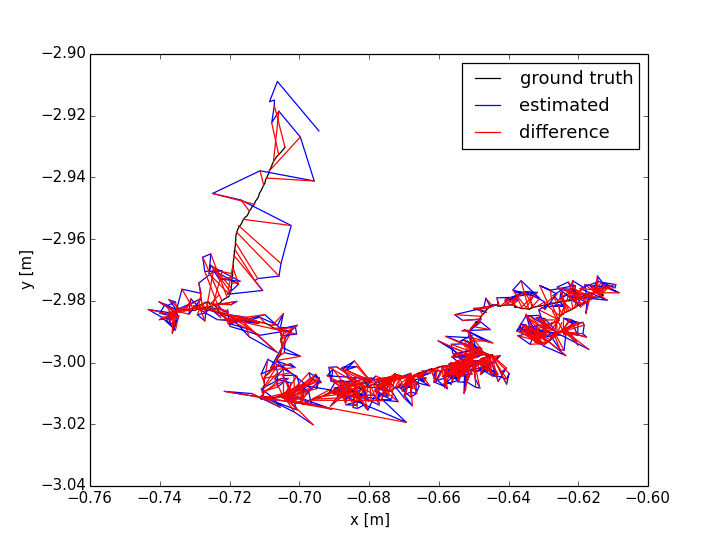 −2.90
ground truth
estimated
difference
−2.92
−2.94
−2.96
−2.98
−3.00
−3.02
−3.04
y [m]
−0.76 −0.74 −0.72 −0.70 −0.68 −0.66 −0.64 −0.62 −0.60
x [m]